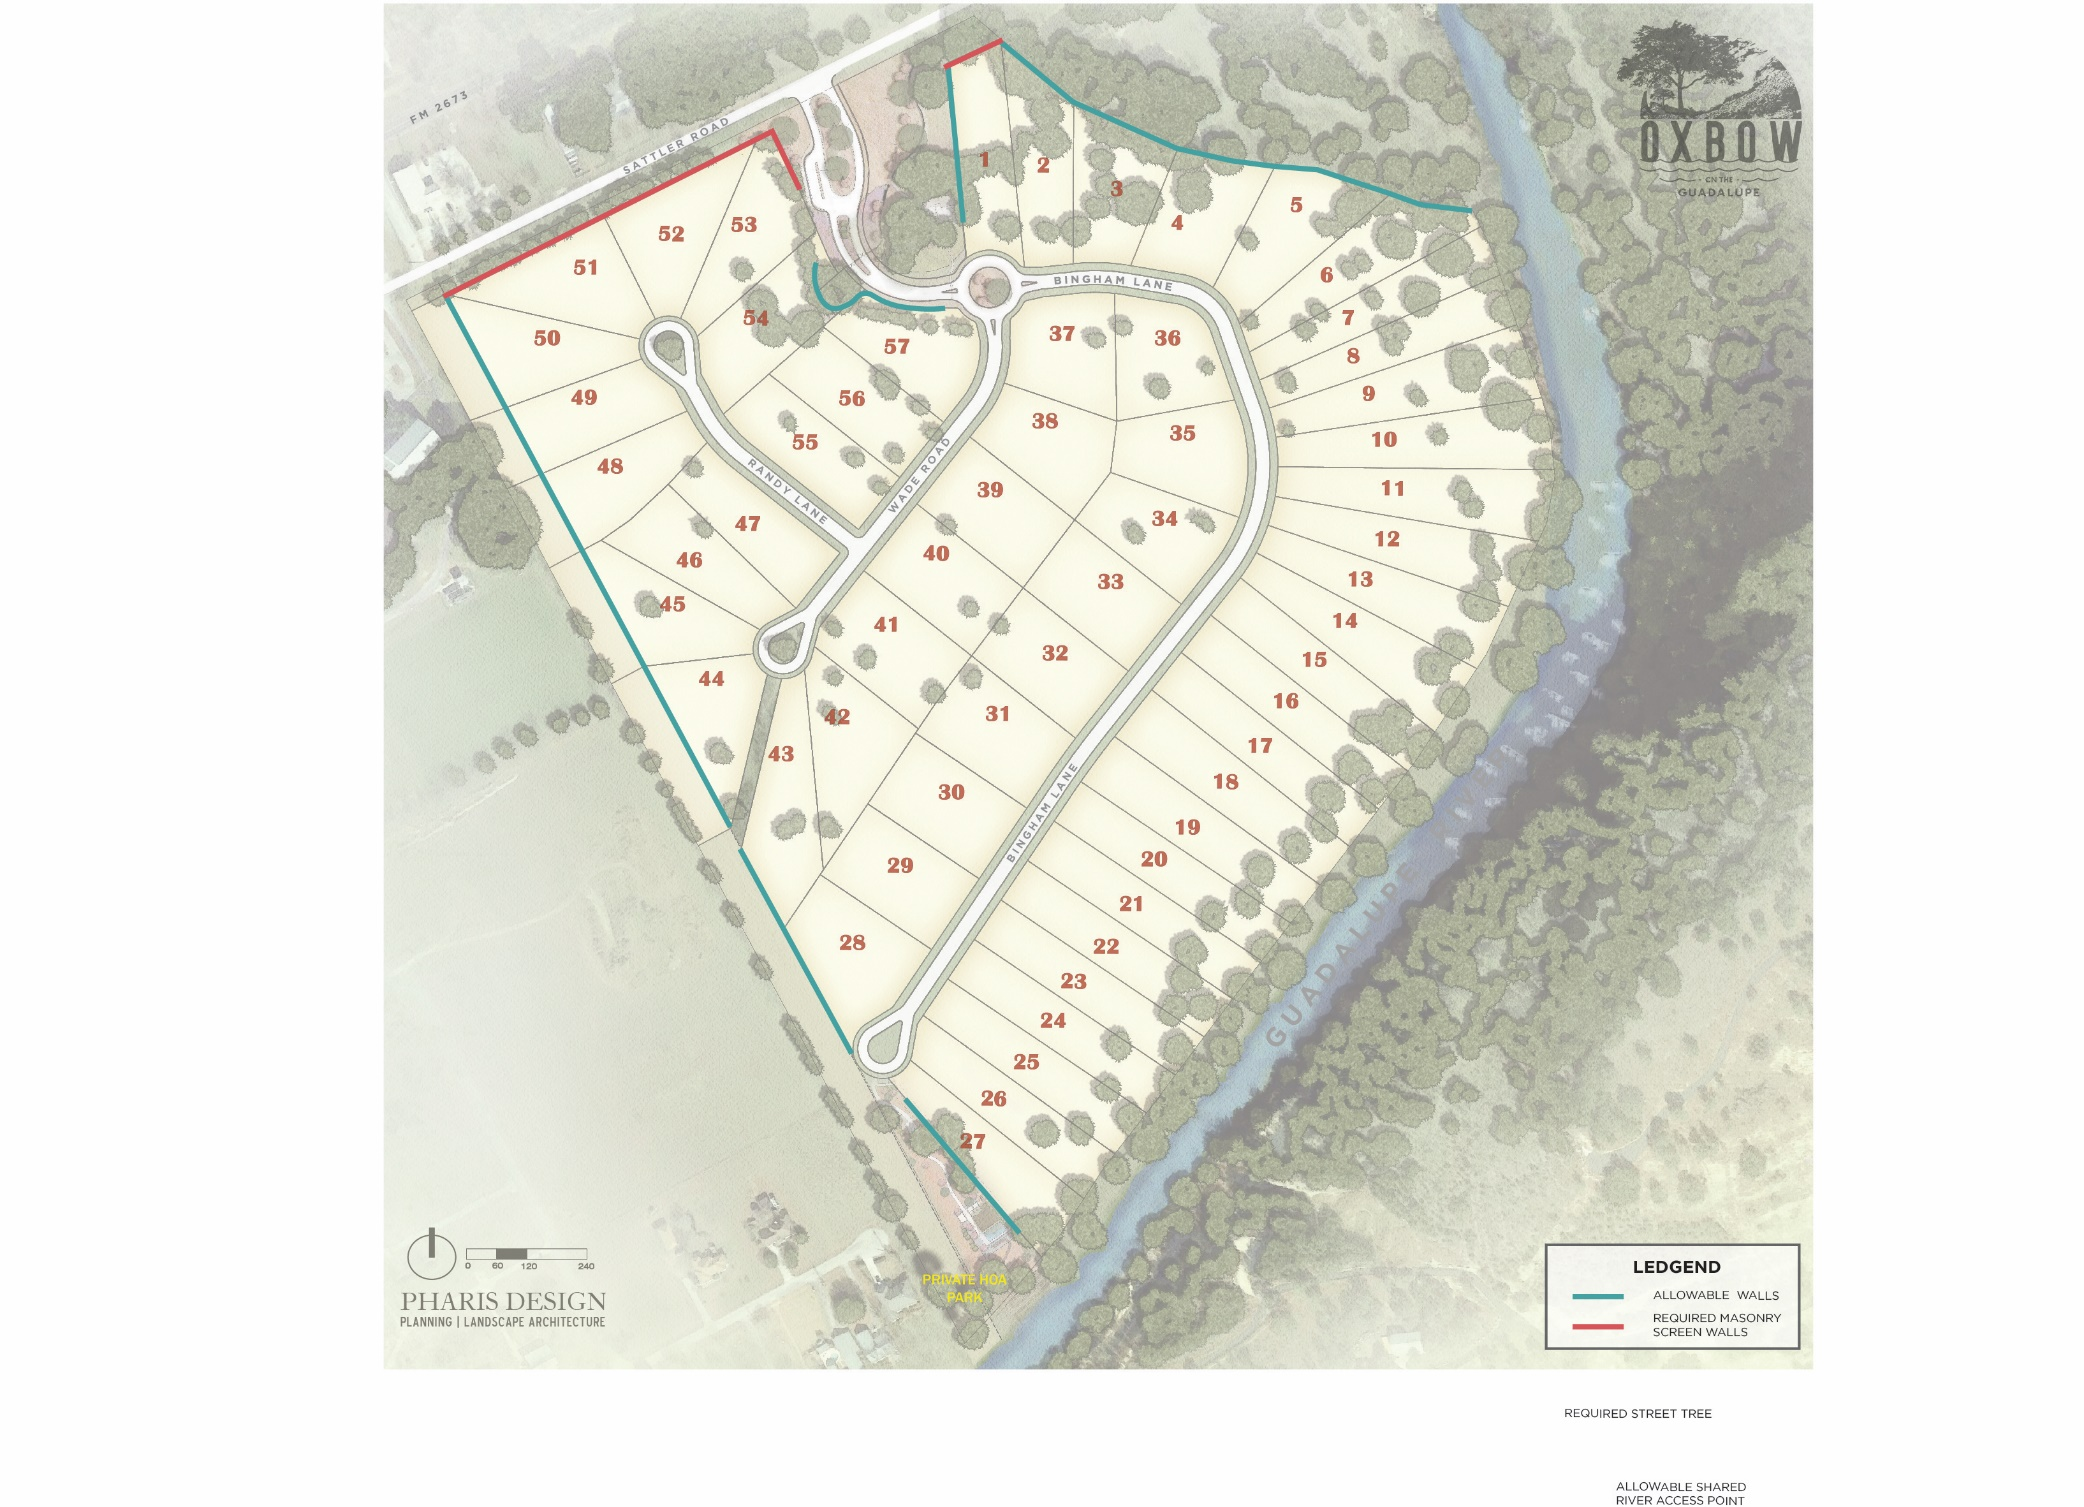 FM 2673
SATTLER ROAD
OXBOW
ON THE
GUADALUPE
1
2
3
4
5
6
7
8
9
10
11
12
13
14
15
16
17
18
19
20
21
22
23
24
25
26
27
28
29
30
31
32
33
34
35
36
37
38
39
40
41
42
43
44
45
46
47
48
49
50
51
52
53
54
55
56
57
BINGHAM LANE
RANDY LANE
WADE ROAD
BINGHAM LANE
GUADALUPE
PRIVATE HOA
PARK
0 60 120 240
PHARIS DESIGN
PLANNING | LANDSCAPE ARCHITECTURE
LEDGEND
ALLOWABLE WALLS
REQUIRED MASONRY
SCREEN WALLS
REQUIRED STREET TREE
ALLOWABLE SHARED
RIVER ACCESS POINT